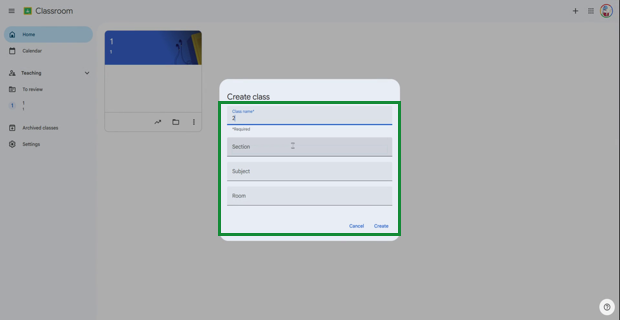 Classroom
Home
Calendar
Teaching
To review
1
1
1
Archived classes
Settings
1
1
Create class
Class name*
2
*Required
Section
Subject
Room
Cancel
Create